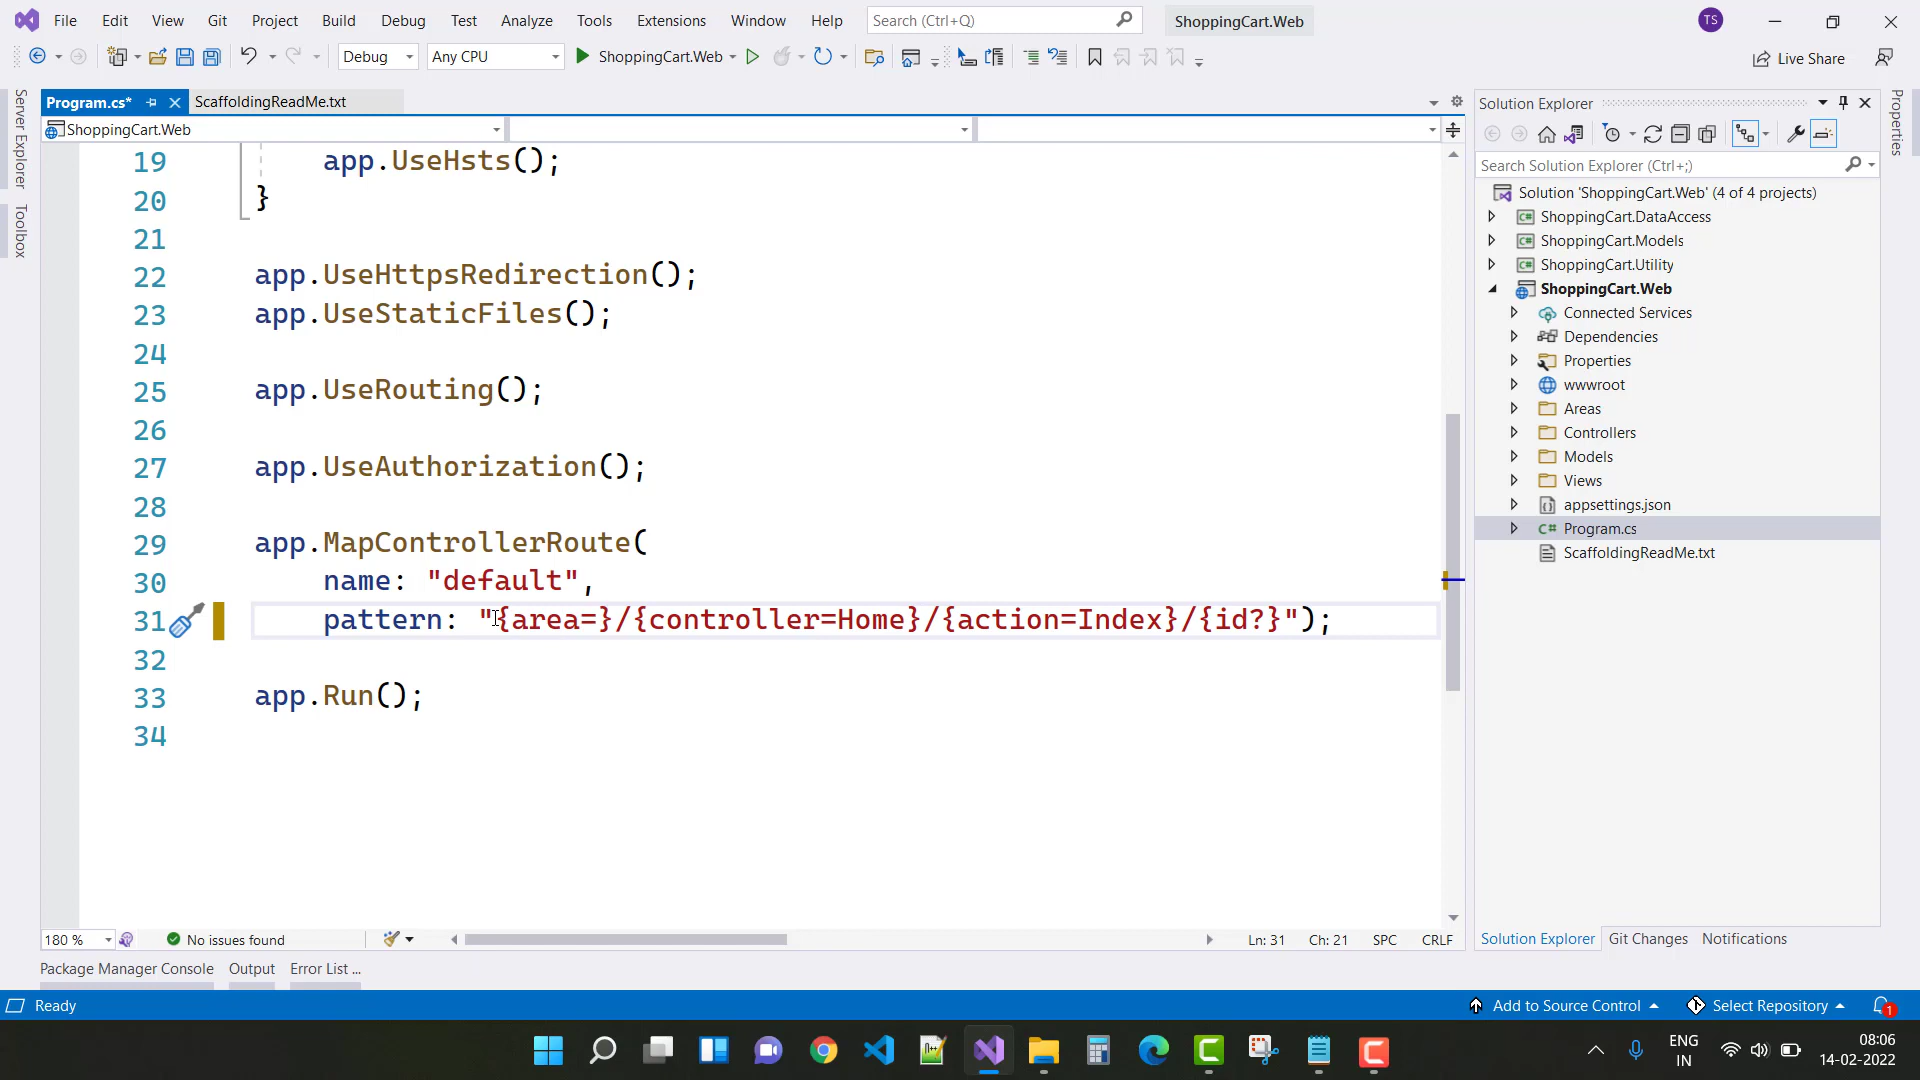 File Edit View Git Project Build Debug Test Analyze Tools Extensions Window Help Search (Ctrl+Q) ShoppingCart.Web TS
Debug Any CPU ShoppingCart.Web Live Share
Server Explorer
Toolbox
Program.cs* ScaffoldingReadMe.txt
ShoppingCart.Web
19 app.UseHsts();
20 }
21
22 app.UseHttpsRedirection();
23 app.UseStaticFiles();
24
25 app.UseRouting();
26
27 app.UseAuthorization();
28
29 app.MapControllerRoute(
30 name: "default",
31 pattern: "{area=}/{controller=Home}/{action=Index}/{id?}");
32
33 app.Run();
34
180 % No issues found Ln: 31 Ch: 21 SPC CRLF
Package Manager Console Output Error List ...
Solution Explorer
Search Solution Explorer (Ctrl+;)
Solution 'ShoppingCart.Web' (4 of 4 projects)
ShoppingCart.DataAccess
ShoppingCart.Models
ShoppingCart.Utility
ShoppingCart.Web
Connected Services
Dependencies
Properties
wwwroot
Areas
Controllers
Models
Views
appsettings.json
C# Program.cs
ScaffoldingReadMe.txt
Solution Explorer Git Changes Notifications
Properties
Ready Add to Source Control Select Repository 1
ENG
IN
08:06
14-02-2022